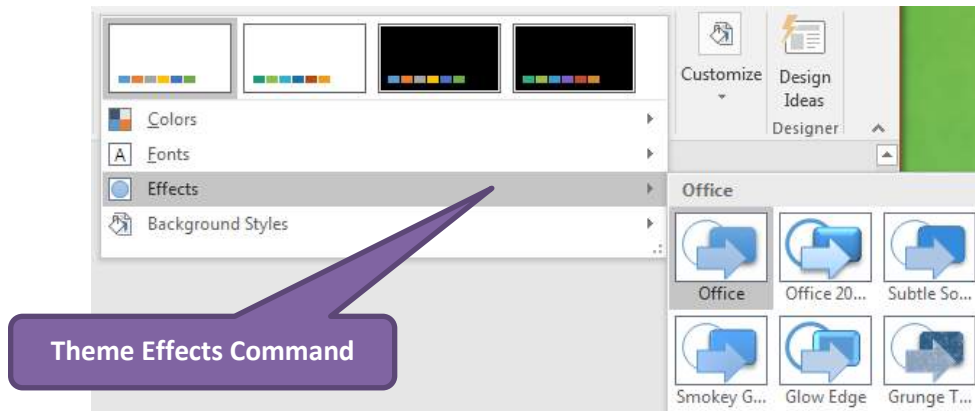 Customize
Design
Ideas
Designer
Colors
A Fonts
Effects
Background Styles
Office
Office
Office 20...
Subtle So...
Theme Effects Command
Smokey G...
Glow Edge
Grunge T...